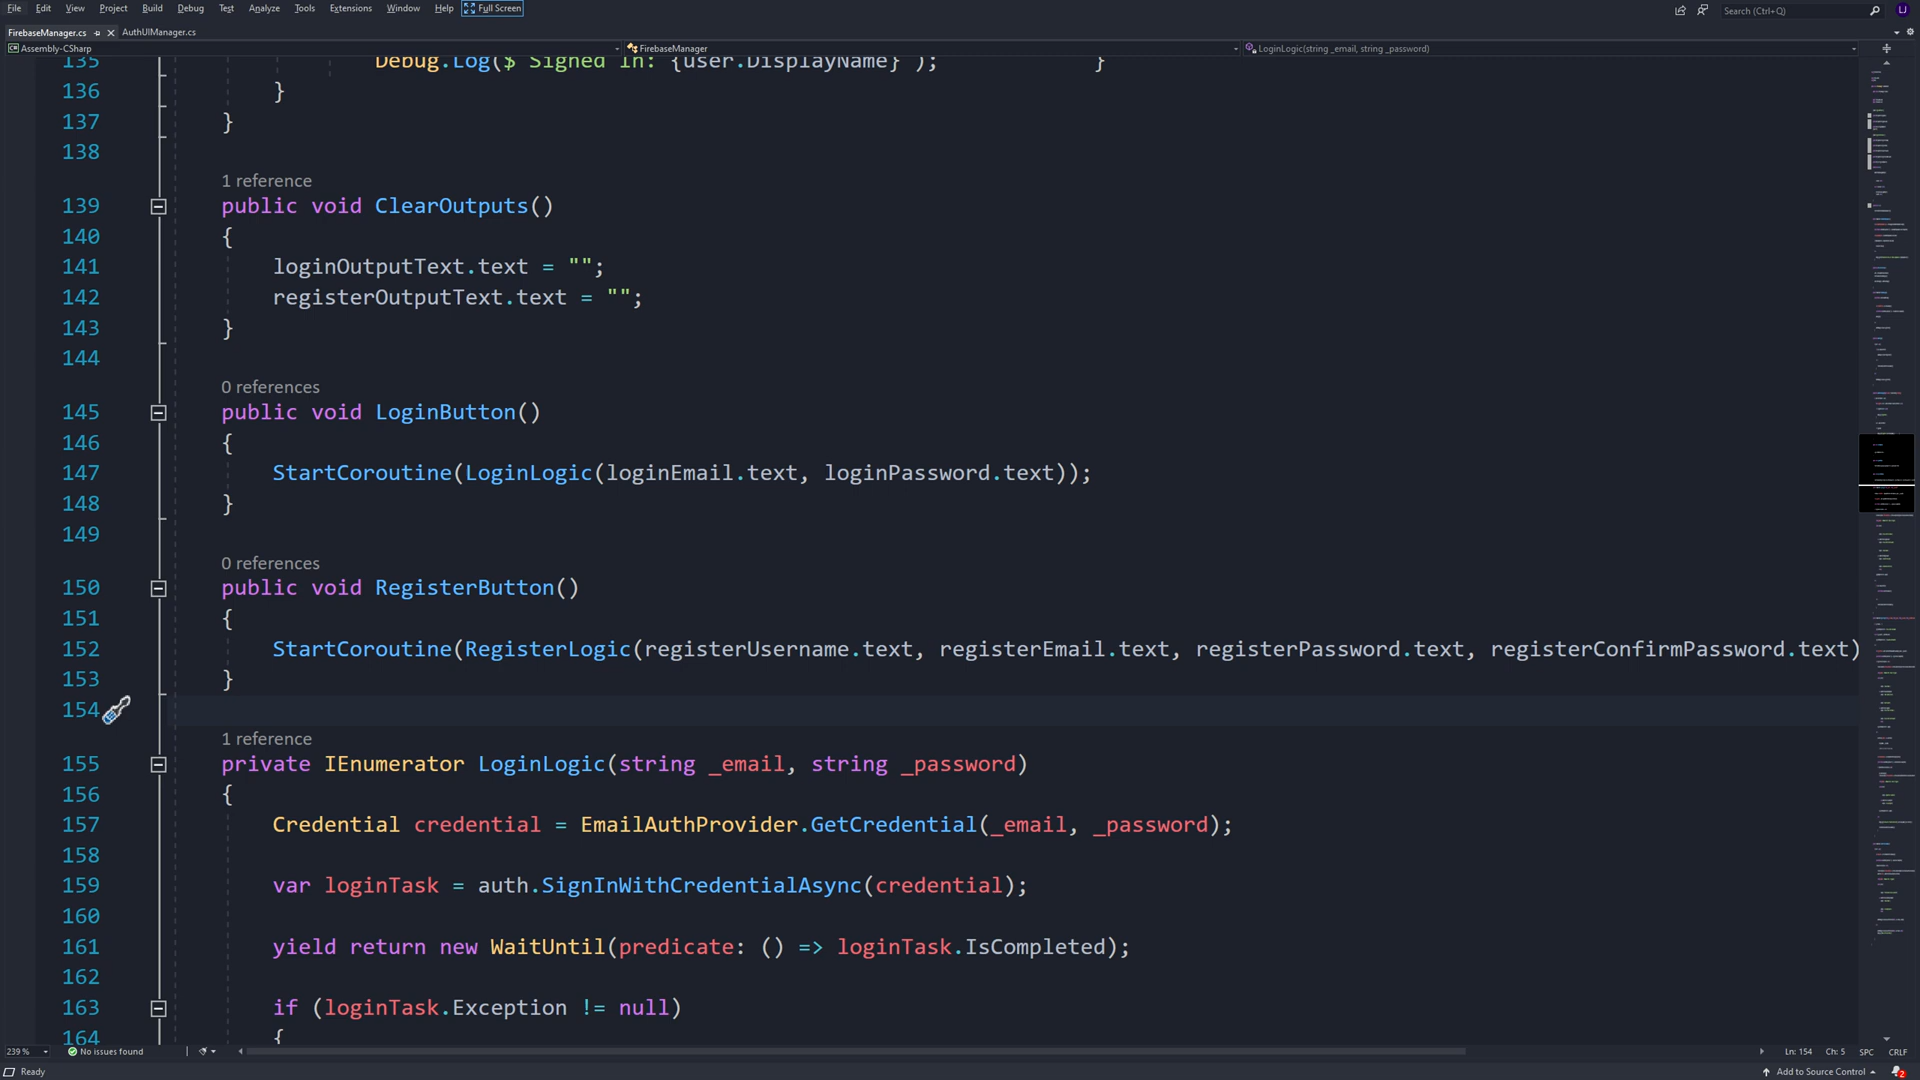 File Edit View Project Build Debug Test Analyze Tools Extensions Window Help Full Screen Search (Ctrl+Q) LJ
FirebaseManager.cs AuthUIManager.cs
Assembly-CSharp FirebaseManager LoginLogic(string _email, string _password)
135 Debug.Log($ Signed In: {user.DisplayName} ); }
136 }
137 }
138
1 reference
139 public void ClearOutputs()
140 {
141 loginOutputText.text = "";
142 registerOutputText.text = "";
143 }
144
0 references
145 public void LoginButton()
146 {
147 StartCoroutine(LoginLogic(loginEmail.text, loginPassword.text));
148 }
149
0 references
150 public void RegisterButton()
151 {
152 StartCoroutine(RegisterLogic(registerUsername.text, registerEmail.text, registerPassword.text, registerConfirmPassword.text)
153 }
154
1 reference
155 private IEnumerator LoginLogic(string _email, string _password)
156 {
157 Credential credential = EmailAuthProvider.GetCredential(_email, _password);
158
159 var loginTask = auth.SignInWithCredentialAsync(credential);
160
161 yield return new WaitUntil(predicate: () => loginTask.IsCompleted);
162
163 if (loginTask.Exception != null)
164 {
239 % No issues found Ln: 154 Ch: 5 SPC CRLF
Ready Add to Source Control 2